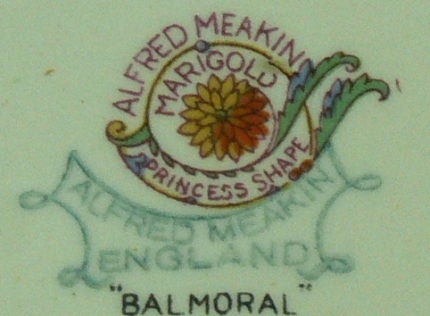 ALFRED MEAKIN
MARIGOLD
PRINCESS SHAPE
ALFRED MEAKIN
ENGLAND
"BALMORAL"